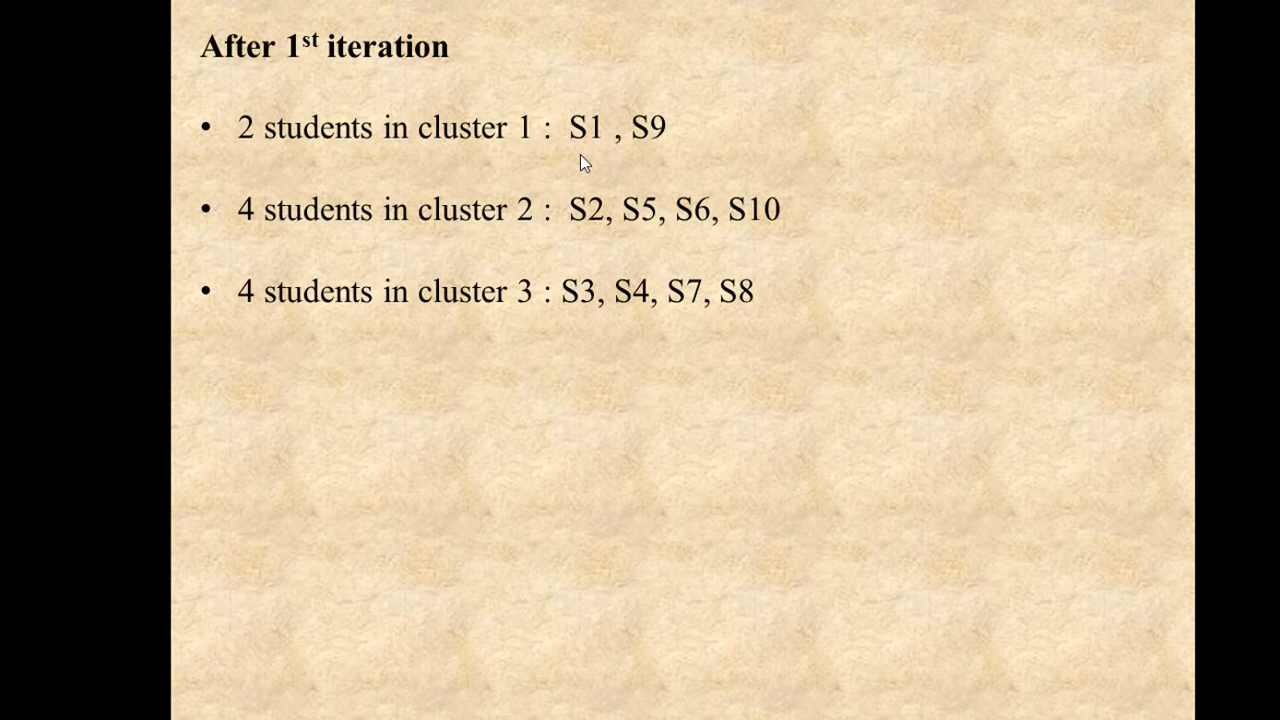 After 1st iteration
• 2 students in cluster 1 : S1 , S9
• 4 students in cluster 2 : S2, S5, S6, S10
• 4 students in cluster 3 : S3, S4, S7, S8